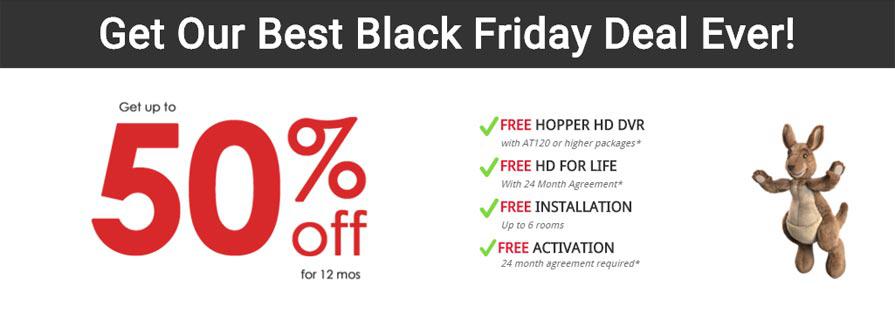 Get Our Best Black Friday Deal Ever!
Get up to
50%
off
for 12 mos
FREE HOPPER HD DVR
with AT120 or higher packages*
FREE HD FOR LIFE
With 24 Month Agreement*
FREE INSTALLATION
Up to 6 rooms
FREE ACTIVATION
24 month agreement required*